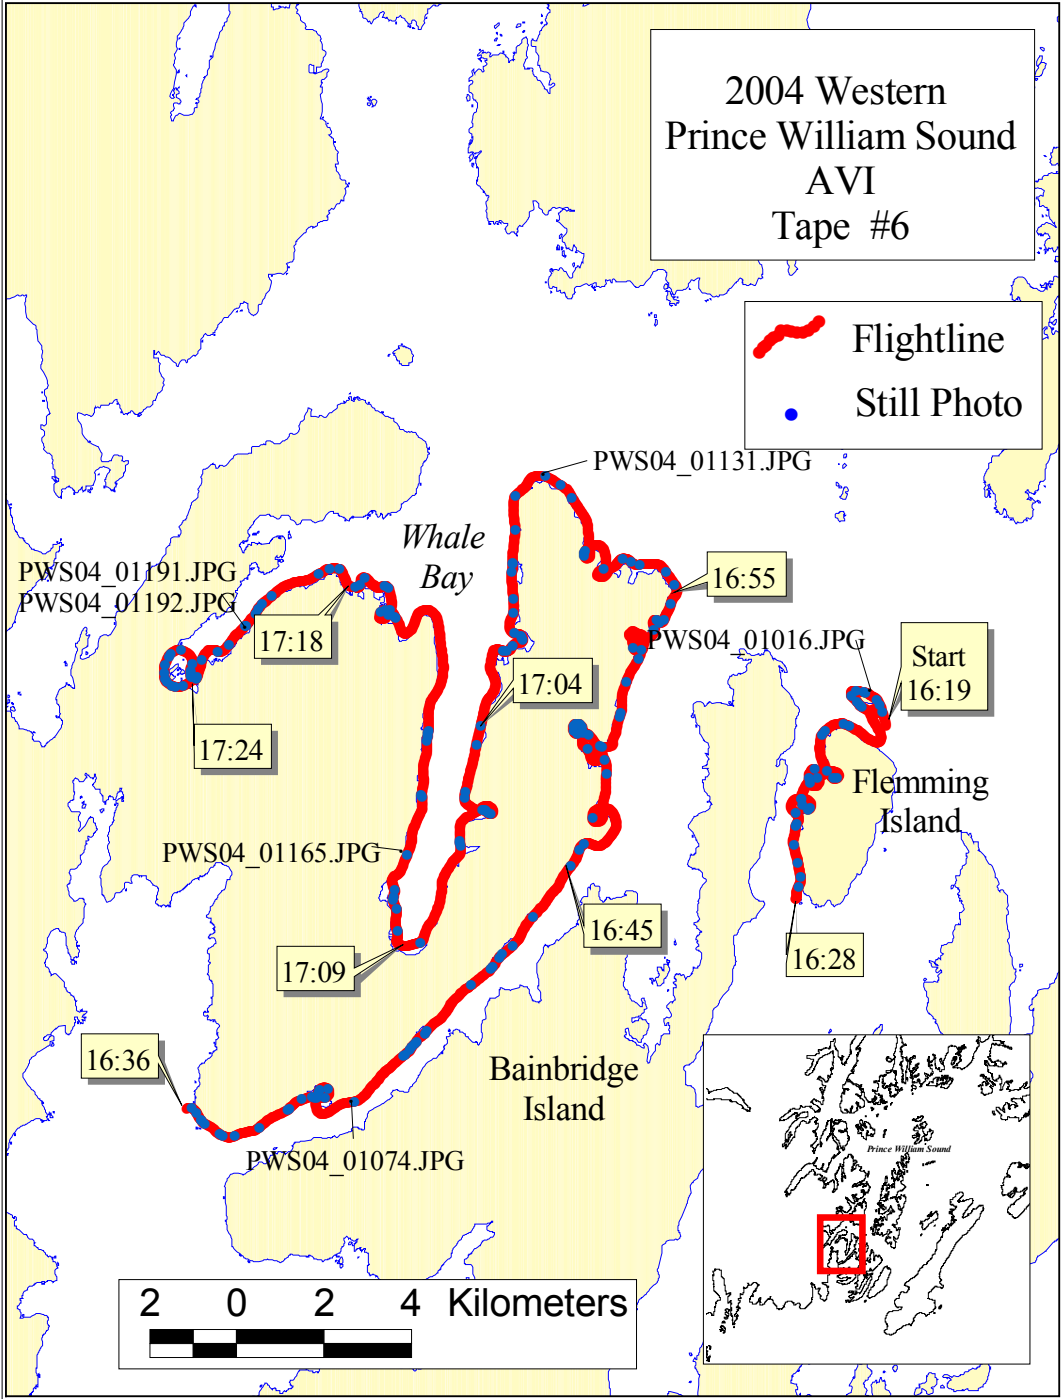 2004 Western
Prince William Sound
AVI
Tape #6
Flightline
Still Photo
PWS04_01131.JPG
Whale
Bay
PWS04_01191.JPG
PWS04_01192.JPG
16:55
17:18
PWS04_01016.JPG
Start
16:19
17:04
17:24
Flemming
Island
PWS04_01165.JPG
16:45
17:09
16:28
16:36
Bainbridge
Island
PWS04_01074.JPG
Prince William Sound
2 0 2 4 Kilometers